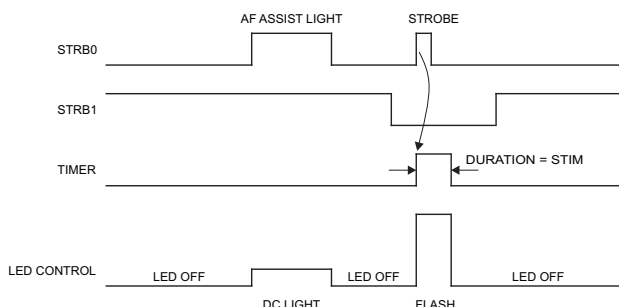 AF ASSIST LIGHT STROBE
STRB0
STRB1
TIMER
DURATION = STIM
LED CONTROL
LED OFF LED OFF LED OFF
DC LIGHT FLASH